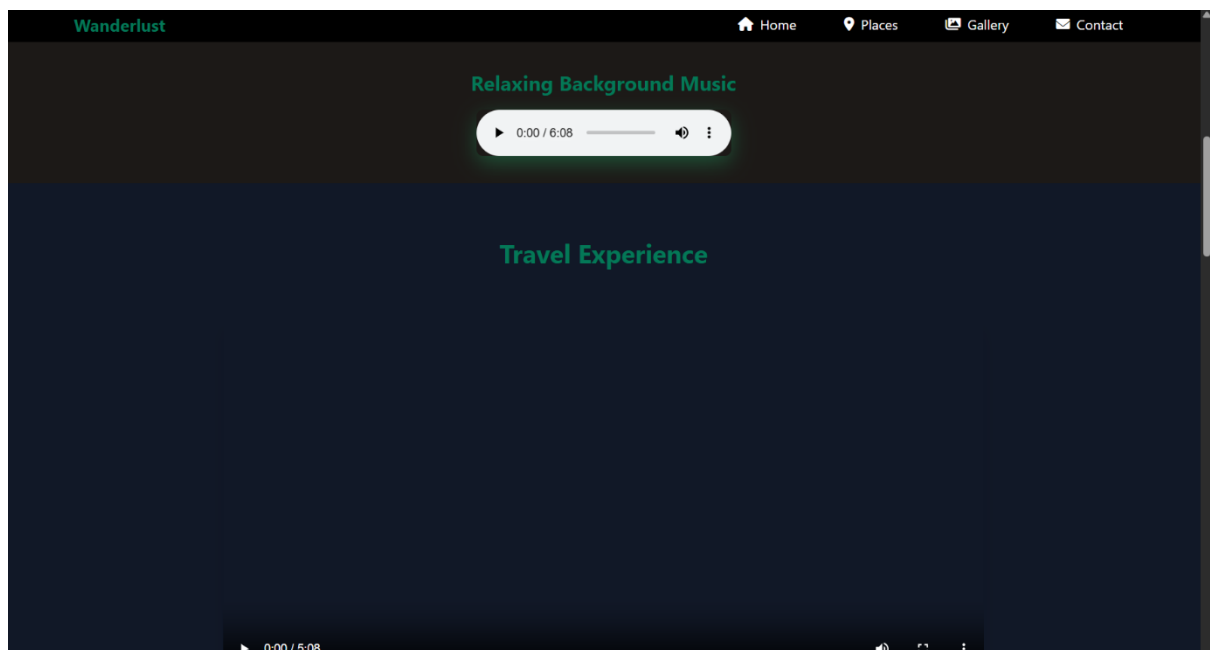 Wanderlust Home Places Gallery Contact
Relaxing Background Music
0:00 / 6:08
Travel Experience
0:00 / 5:08